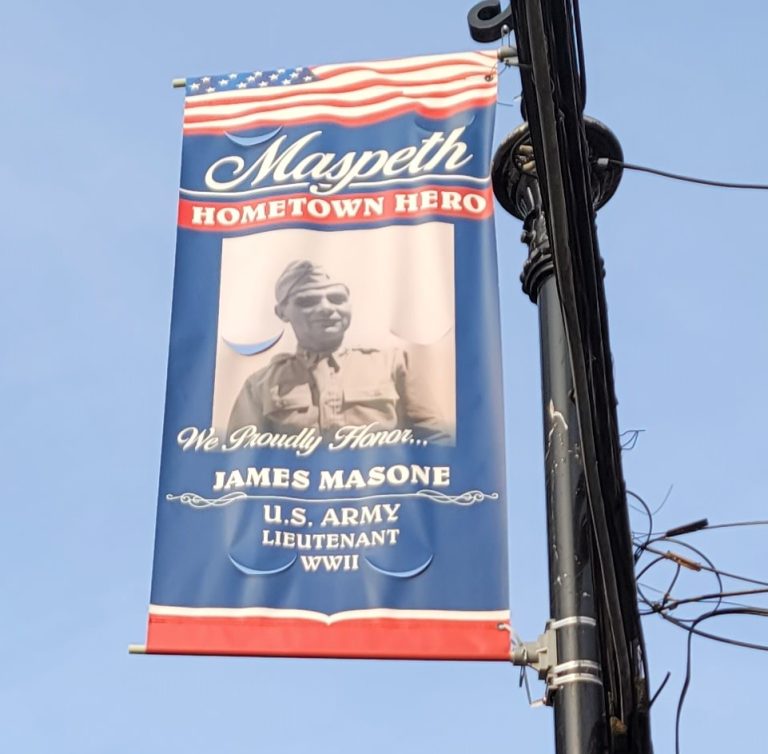 Maspeth
HOMETOWN HERO
We Proudly Honor...
JAMES MASONE
U.S. ARMY
LIEUTENANT
WWII